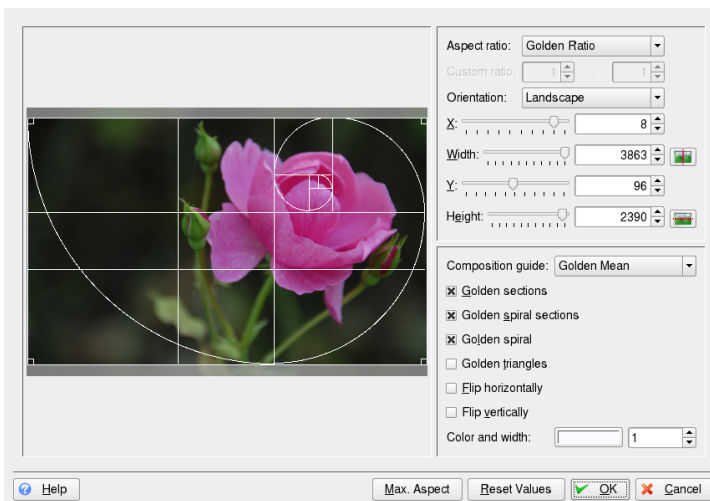 Aspect ratio: Golden Ratio
Custom ratio: 1 : 1
Orientation: Landscape
X: 8
Width: 3863
Y: 96
Height: 2390
Composition guide: Golden Mean
Golden sections
Golden spiral sections
Golden spiral
Golden triangles
Flip horizontally
Flip vertically
Color and width: 1
Help Max. Aspect Reset Values OK Cancel